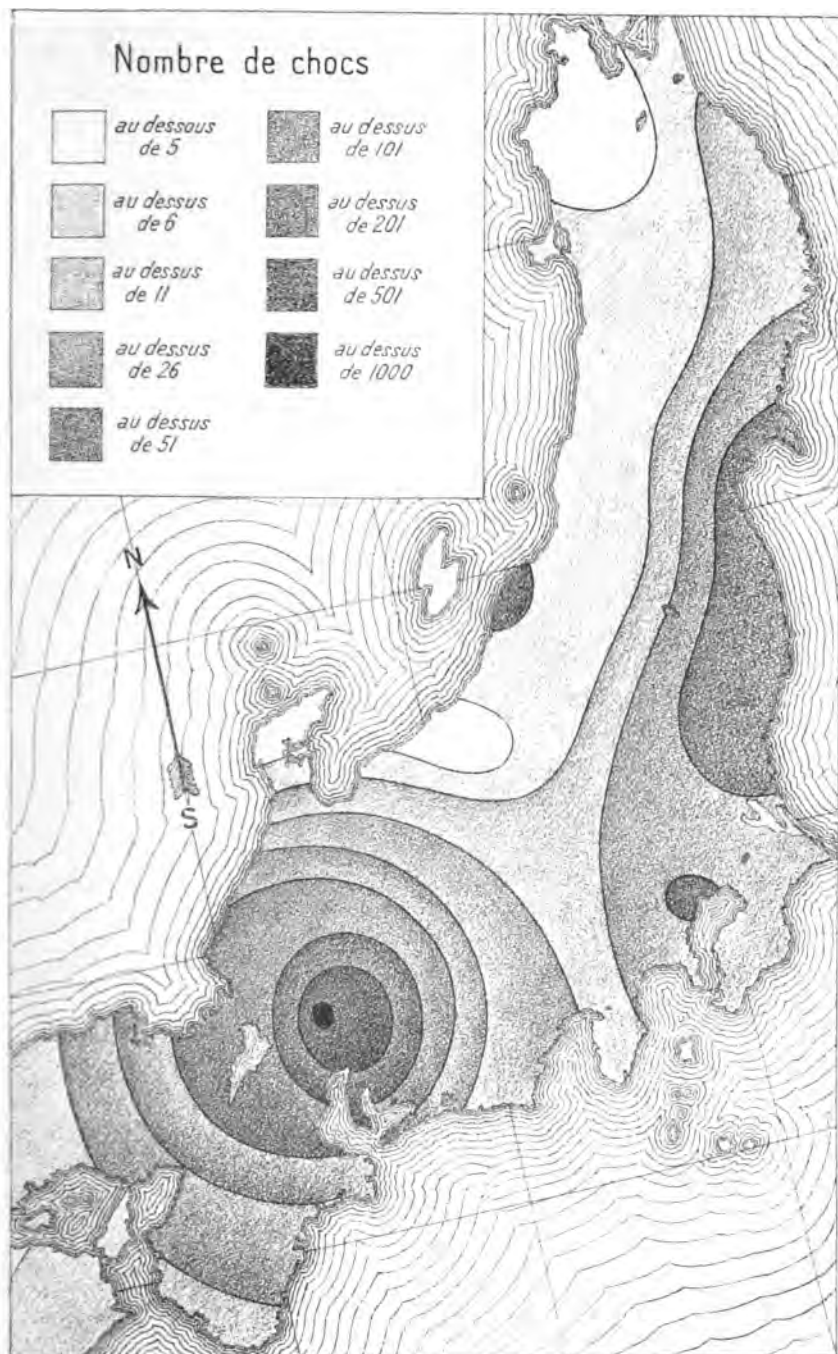 Nombre de chocs
au dessous
de 5
au dessus
de 6
au dessus
de 11
au dessus
de 26
au dessus
de 51
au dessus
de 101
au dessus
de 201
au dessus
de 501
au dessus
de 1000
N
S